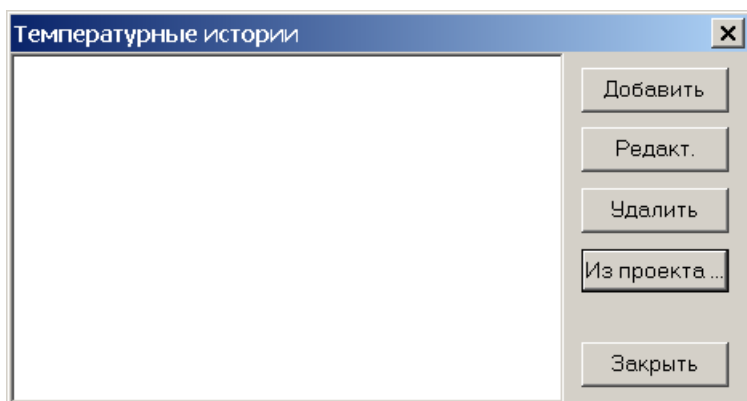 Температурные истории
Добавить
Редакт.
Удалить
Из проекта ...
Закрыть